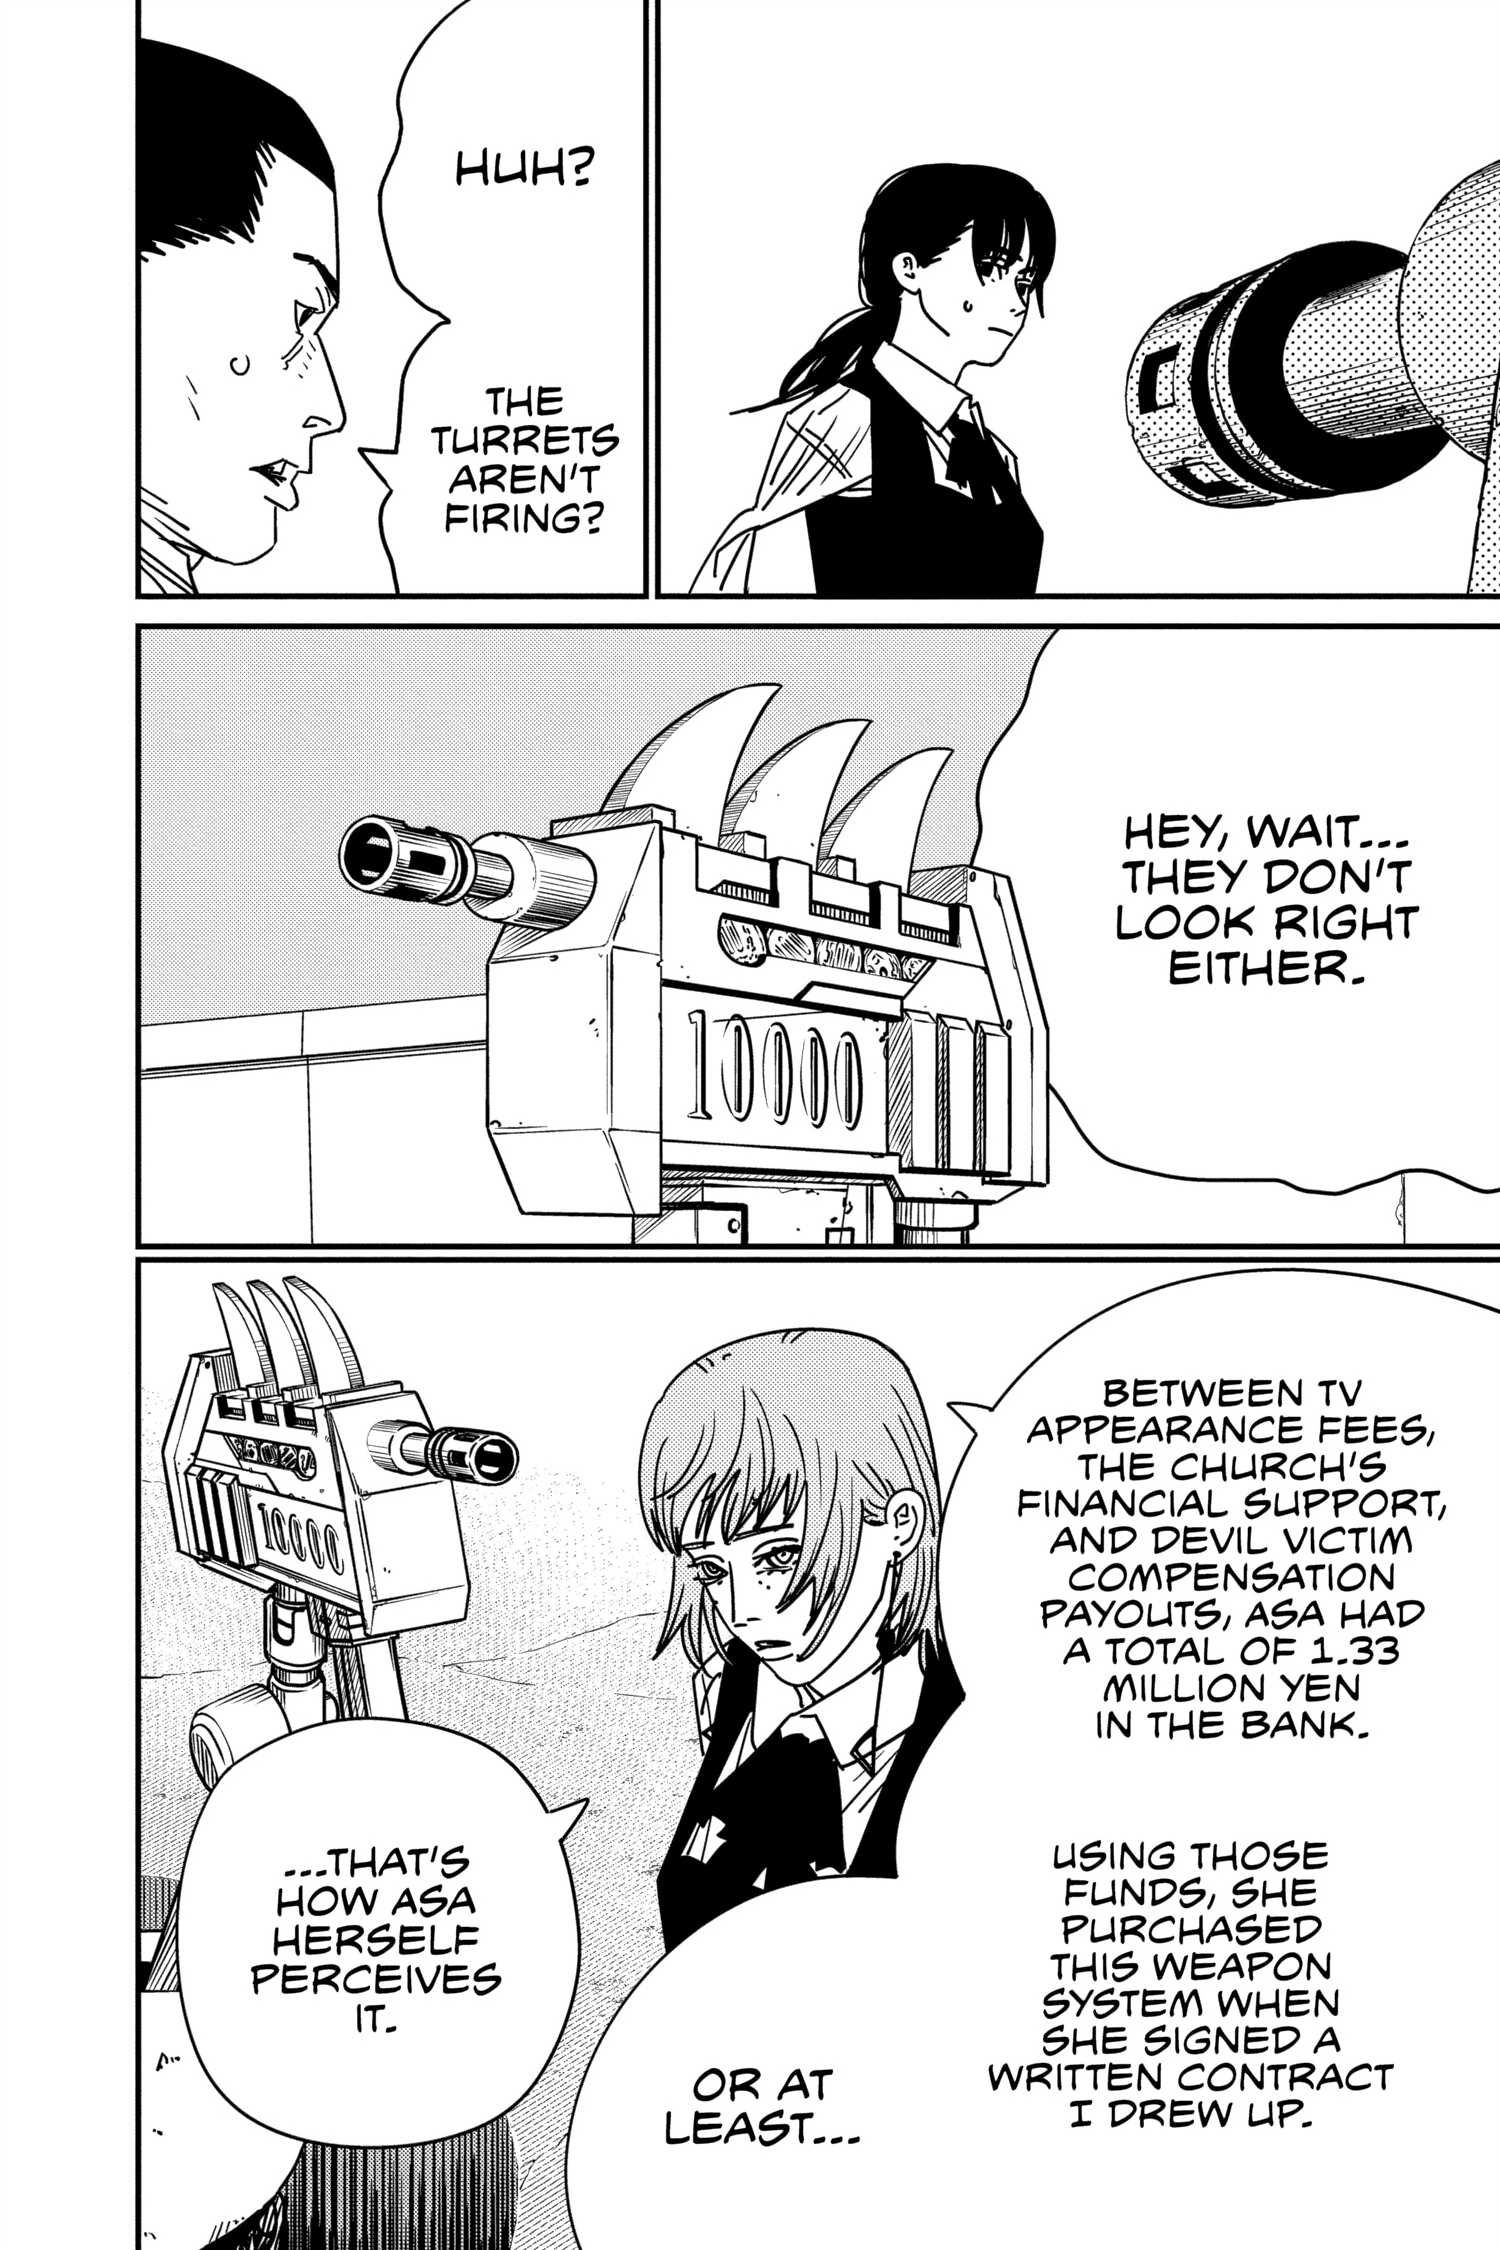 HUH?
THE
TURRETS
AREN'T
FIRING?
HEY, WAIT...
THEY DON'T
LOOK RIGHT
EITHER.
10000
BETWEEN TV
APPEARANCE FEES,
THE CHURCH'S
FINANCIAL SUPPORT,
AND DEVIL VICTIM
COMPENSATION
PAYOUTS, ASA HAD
A TOTAL OF 1.33
MILLION YEN
IN THE BANK.
USING THOSE
FUNDS, SHE
PURCHASED
THIS WEAPON
SYSTEM WHEN
SHE SIGNED A
WRITTEN CONTRACT
I DREW UP.
10000
OR AT
LEAST...
...THAT'S
HOW ASA
HERSELF
PERCEIVES
IT.